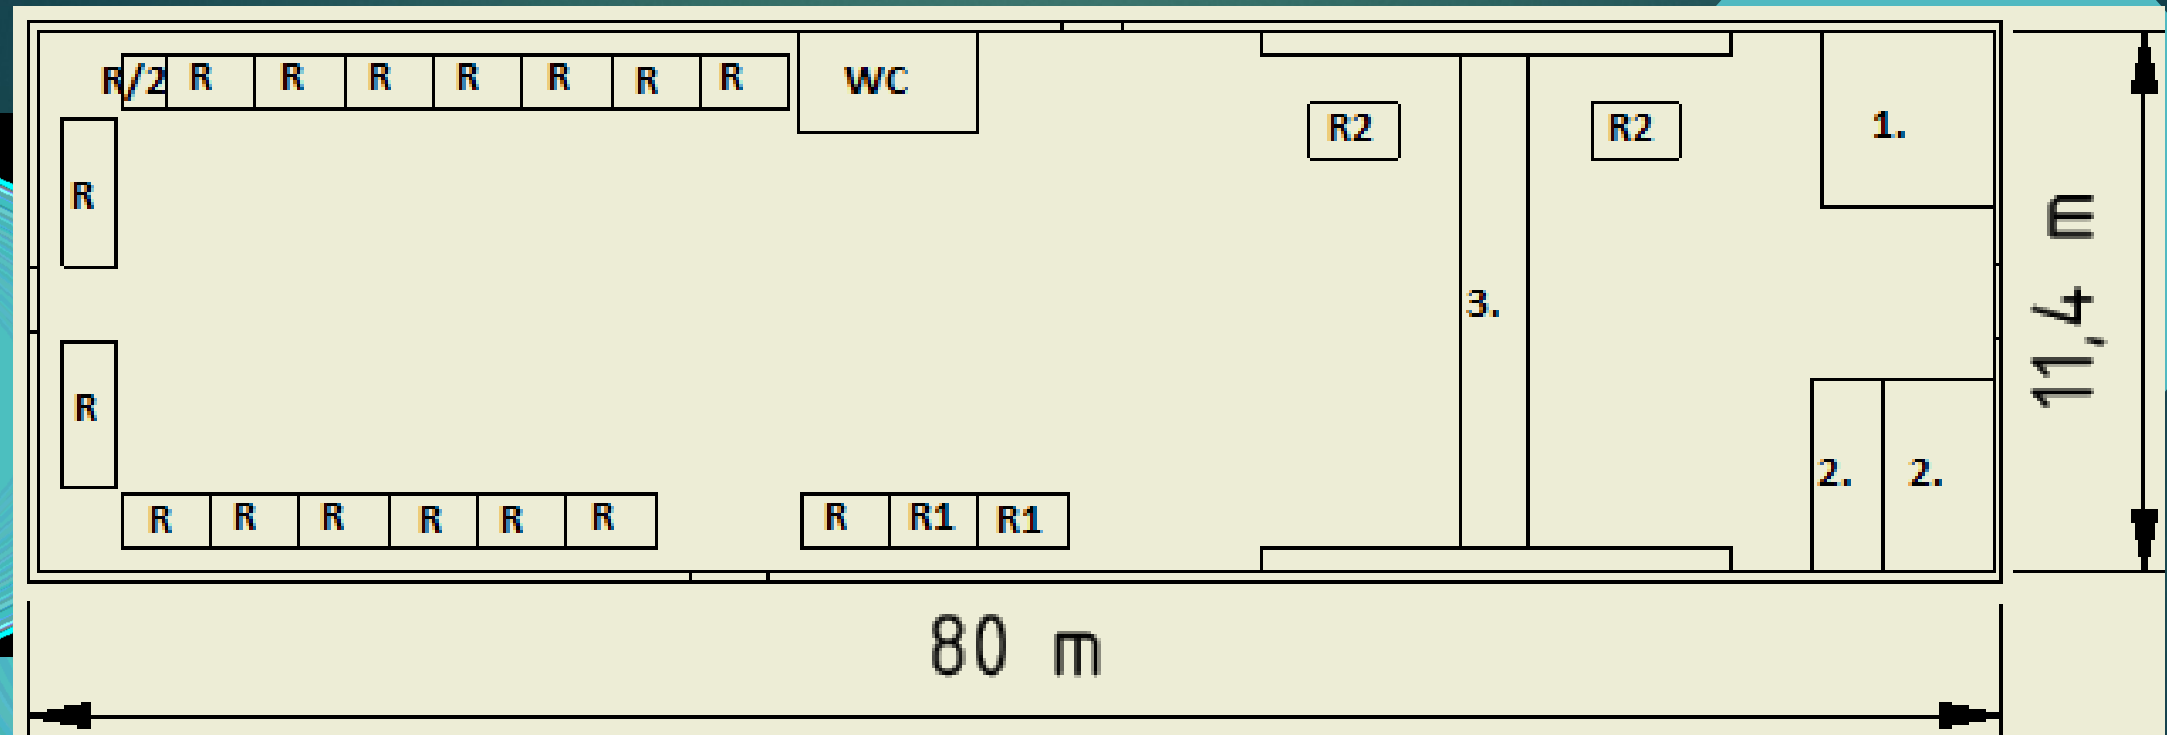 R/2 R R R R R R R WC
R2 R2 1.
R
3.
R
2. 2.
R R R R R R R R1 R1
11,4 m
80 m